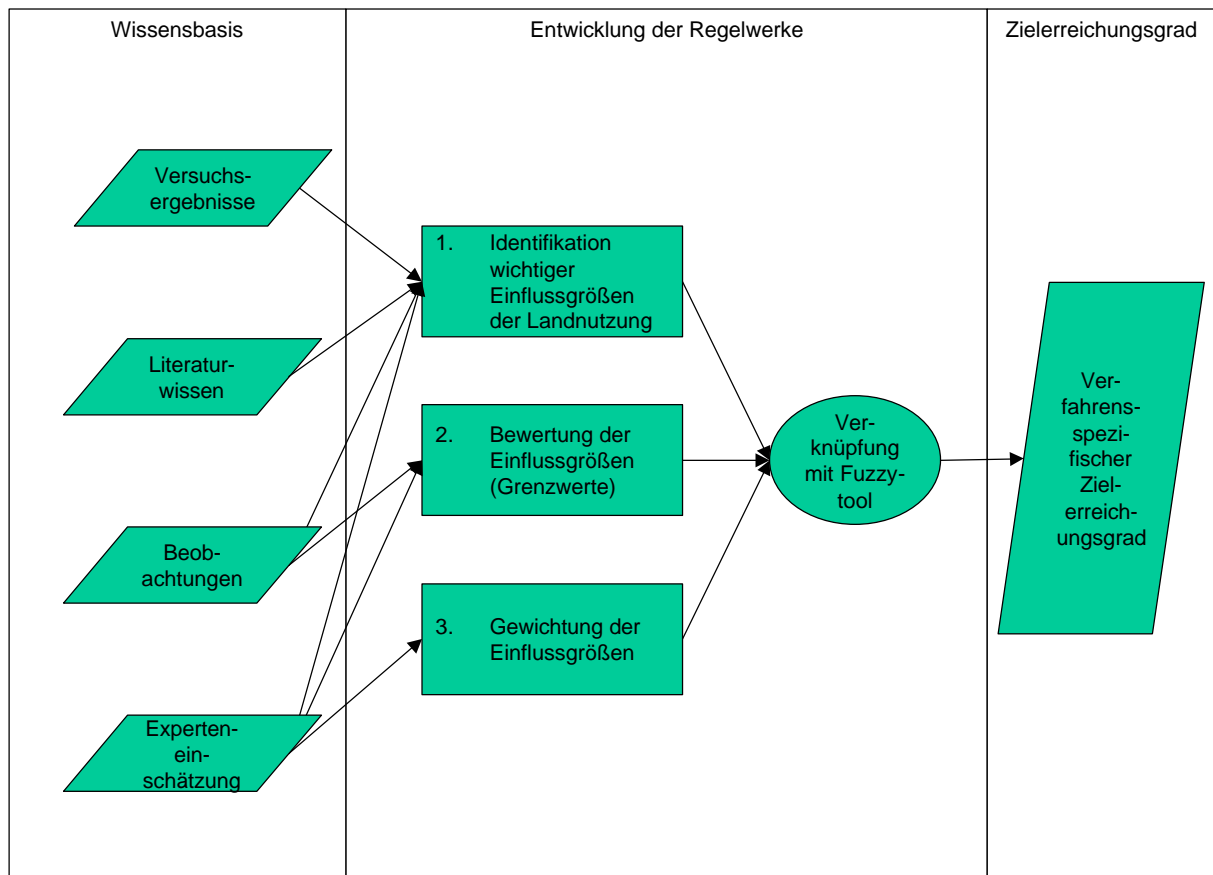 Wissensbasis
Entwicklung der Regelwerke
Zielerreichungsgrad
Versuchs-
ergebnisse
Literatur-
wissen
Beob-
achtungen
Experten-
ein-
schätzung
1. Identifikation
wichtiger
Einflussgrößen
der Landnutzung
2. Bewertung der
Einflussgrößen
(Grenzwerte)
3. Gewichtung der
Einflussgrößen
Ver-
knüpfung
mit Fuzzy-
tool
Ver-
fahrens-
spezi-
fischer
Ziel-
erreich-
ungsgrad